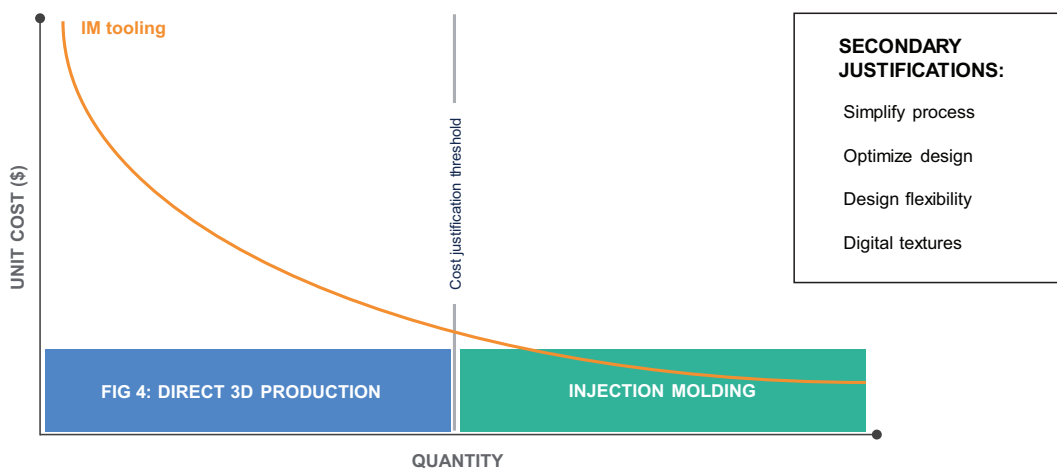 IM tooling
UNIT COST ($)
Cost justification threshold
FIG 4: DIRECT 3D PRODUCTION
INJECTION MOLDING
QUANTITY
SECONDARY
JUSTIFICATIONS:
Simplify process
Optimize design
Design flexibility
Digital textures